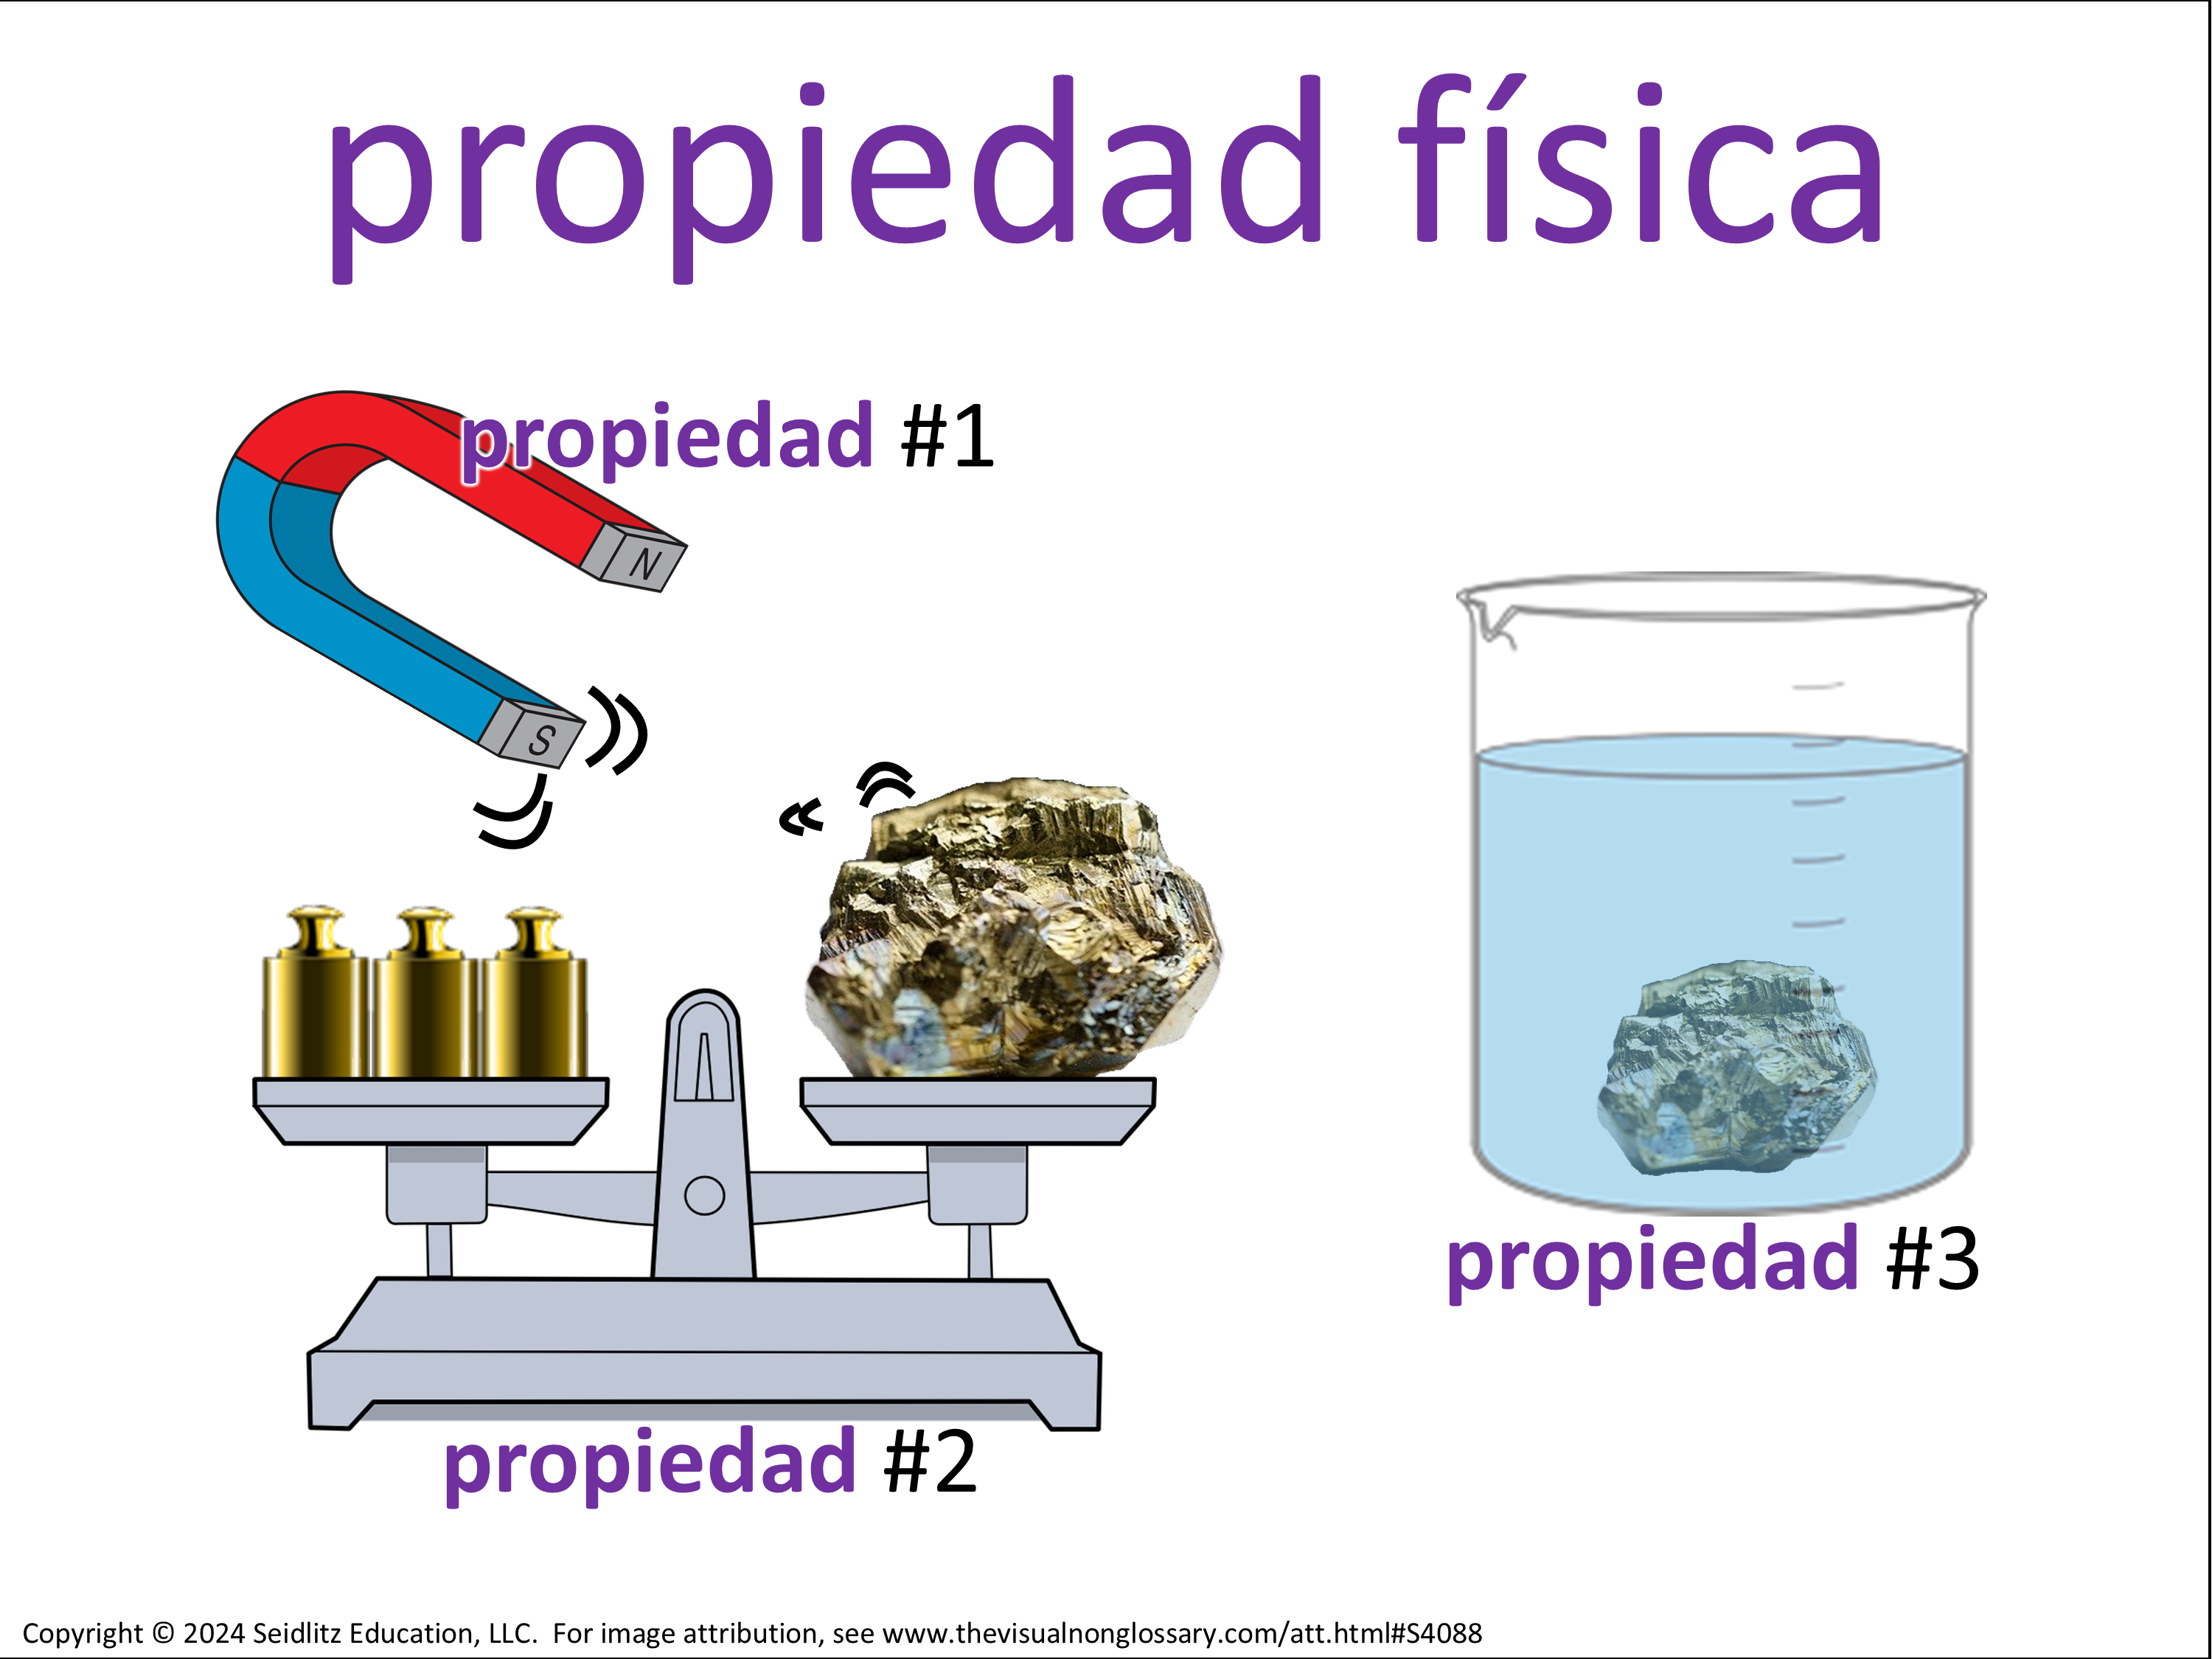 propiedad física
propiedad #1
N
S
propiedad #3
propiedad #2
Copyright © 2024 Seidlitz Education, LLC.  For image attribution, see www.thevisualnonglossary.com/att.html#S4088